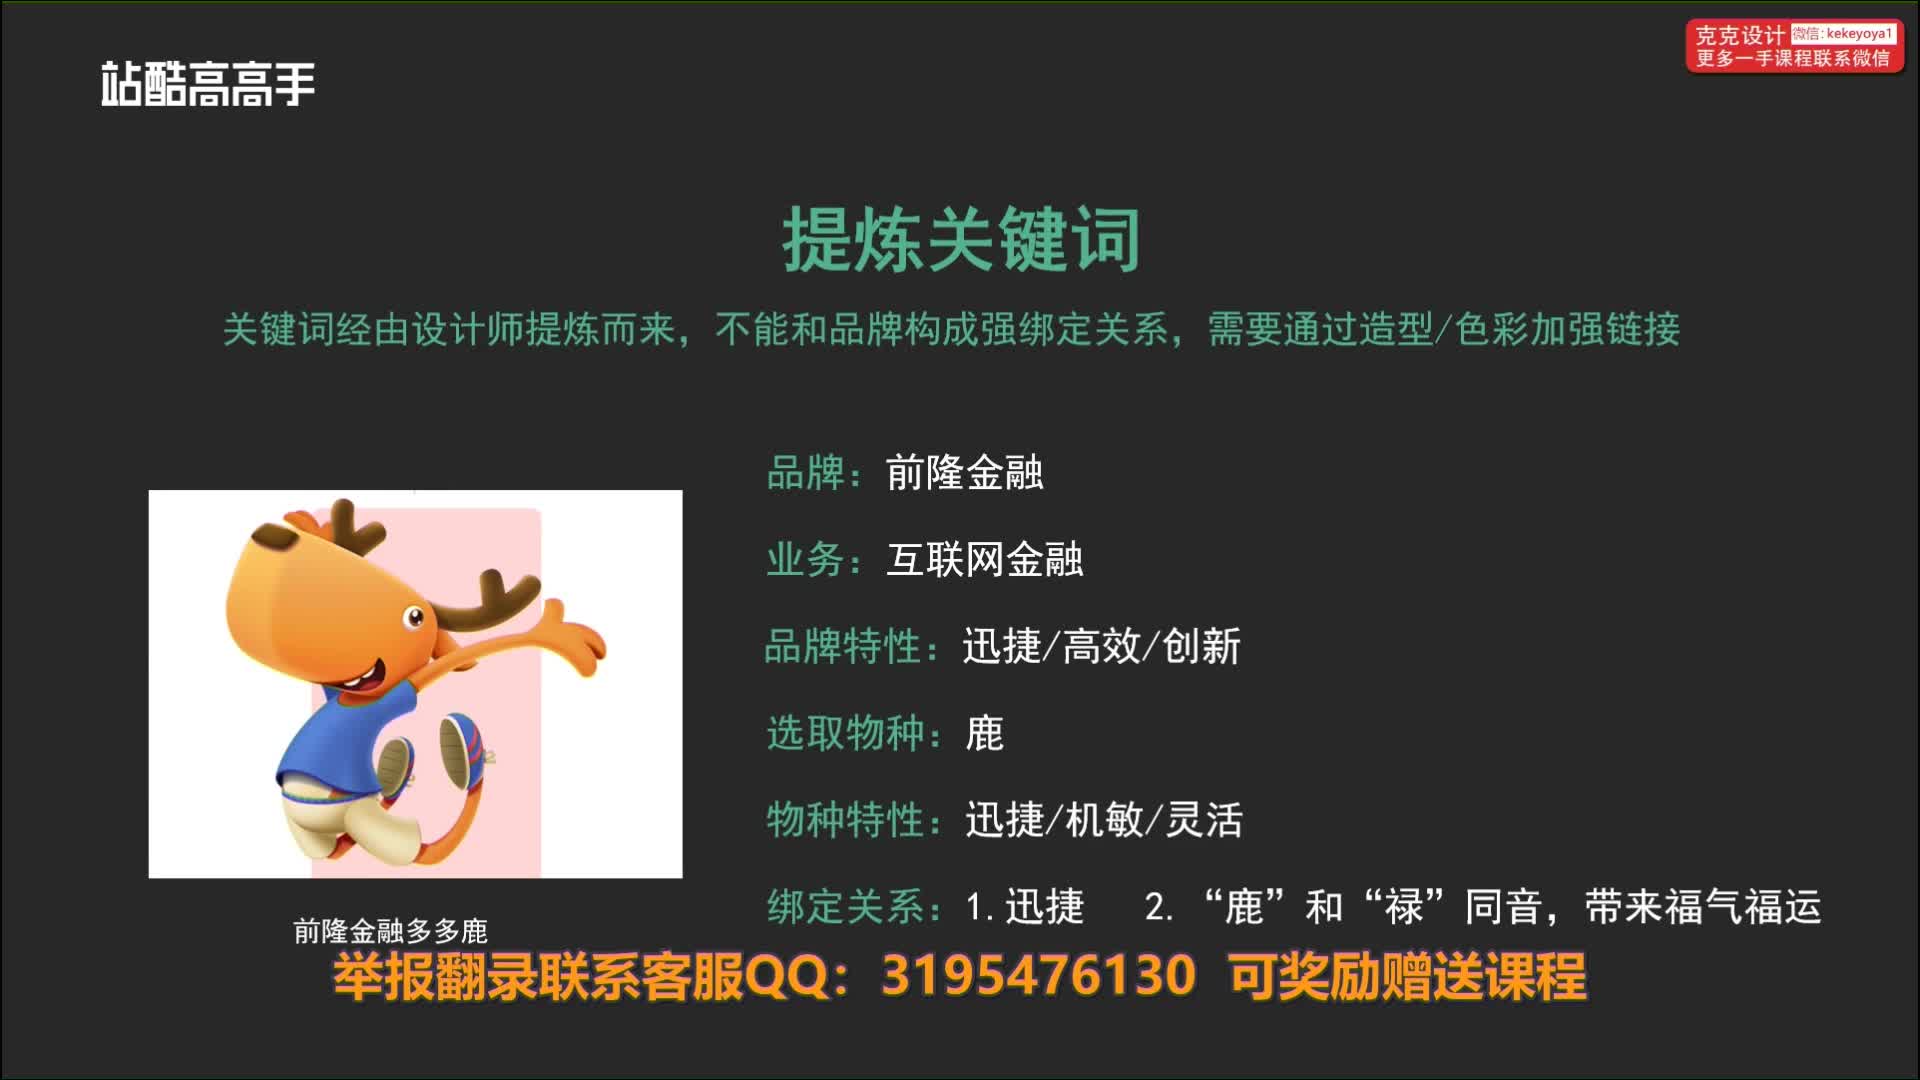 站酷高高手
克克设计 微信:kekeyoya1
更多一手课程联系微信
提炼关键词
关键词经由设计师提炼而来，不能和品牌构成强绑定关系，需要通过造型/色彩加强链接
品牌：前隆金融
业务：互联网金融
品牌特性：迅捷/高效/创新
选取物种：鹿
物种特性：迅捷/机敏/灵活
绑定关系：1.迅捷 2.“鹿”和“禄”同音，带来福气福运
前隆金融多多鹿
举报翻录联系客服QQ：3195476130 可奖励赠送课程